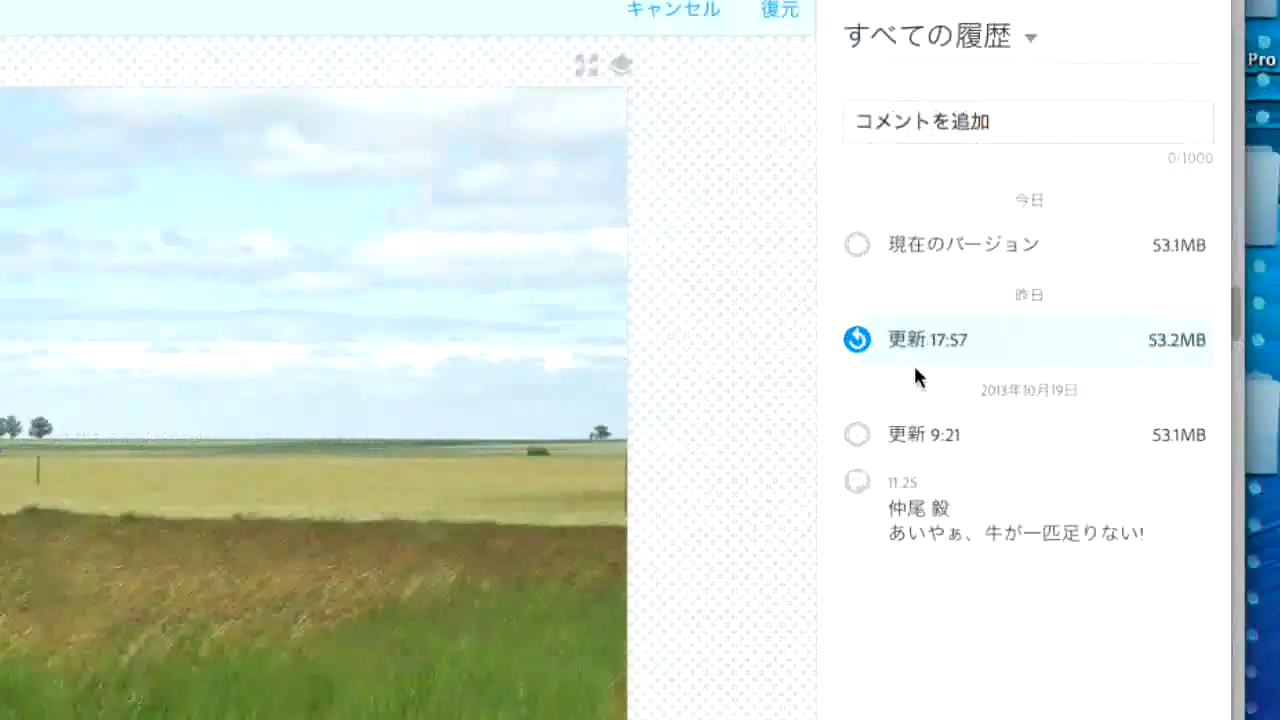 キャンセル 復元
すべての履歴
Pro
コメントを追加
0/1000
今日
現在のバージョン 53.1MB
昨日
更新 17:57 53.2MB
2013年10月19日
更新 9:21 53.1MB
11:25
仲尾 毅
あいやぁ、牛が一匹足りない!